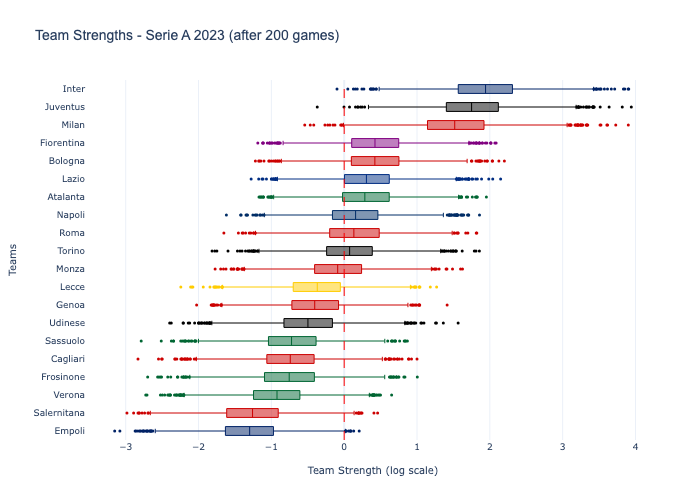 Team Strengths - Serie A 2023 (after 200 games)
Inter
Juventus
Milan
Fiorentina
Bologna
Lazio
Atalanta
Napoli
Roma
Torino
Monza
Lecce
Genoa
Udinese
Sassuolo
Cagliari
Frosinone
Verona
Salernitana
Empoli
Teams
−3 −2 −1 0 1 2 3 4
Team Strength (log scale)